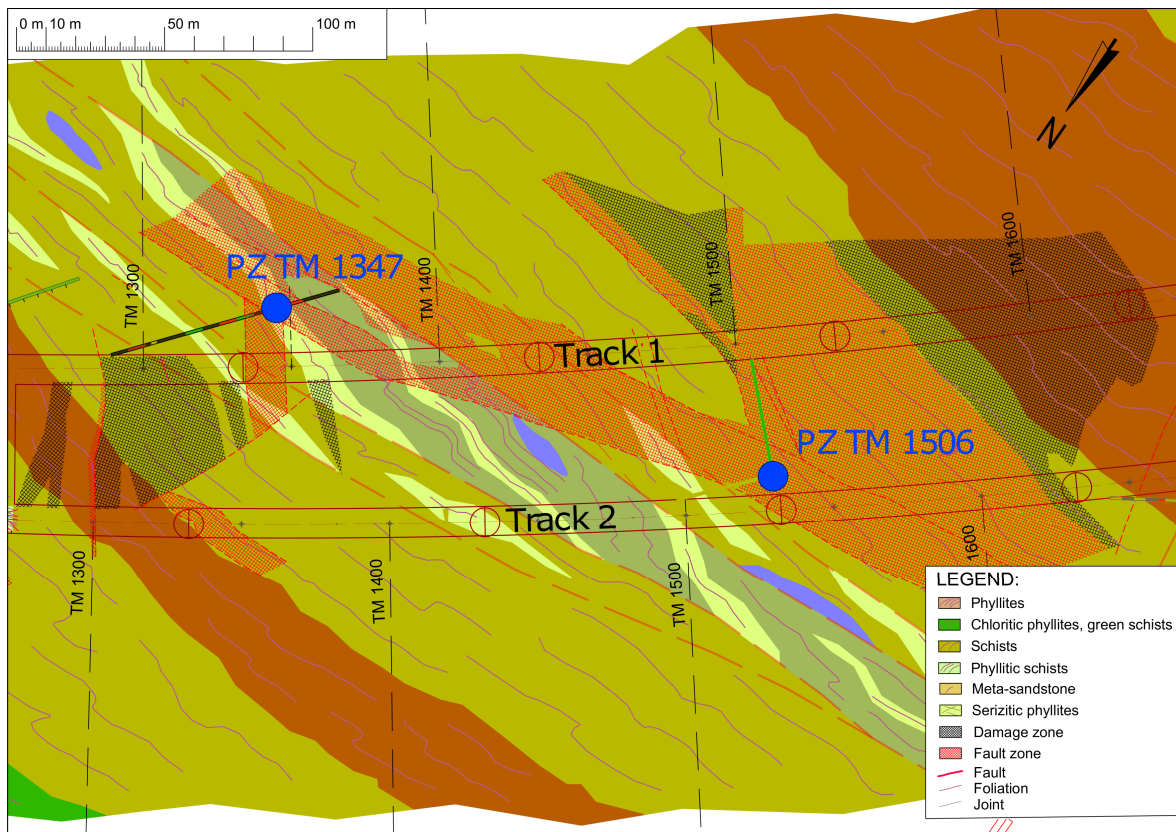 0 m 10 m 50 m 100 m
N
TM 1300
TM 1400
TM 1500
TM 1600
PZ TM 1347
Track 1
PZ TM 1506
Track 2
TM 1300
TM 1400
TM 1500
1600
LEGEND:
Phyllites
Chloritic phyllites, green schists
Schists
Phyllitic schists
Meta-sandstone
Serizitic phyllites
Damage zone
Fault zone
Fault
Foliation
Joint